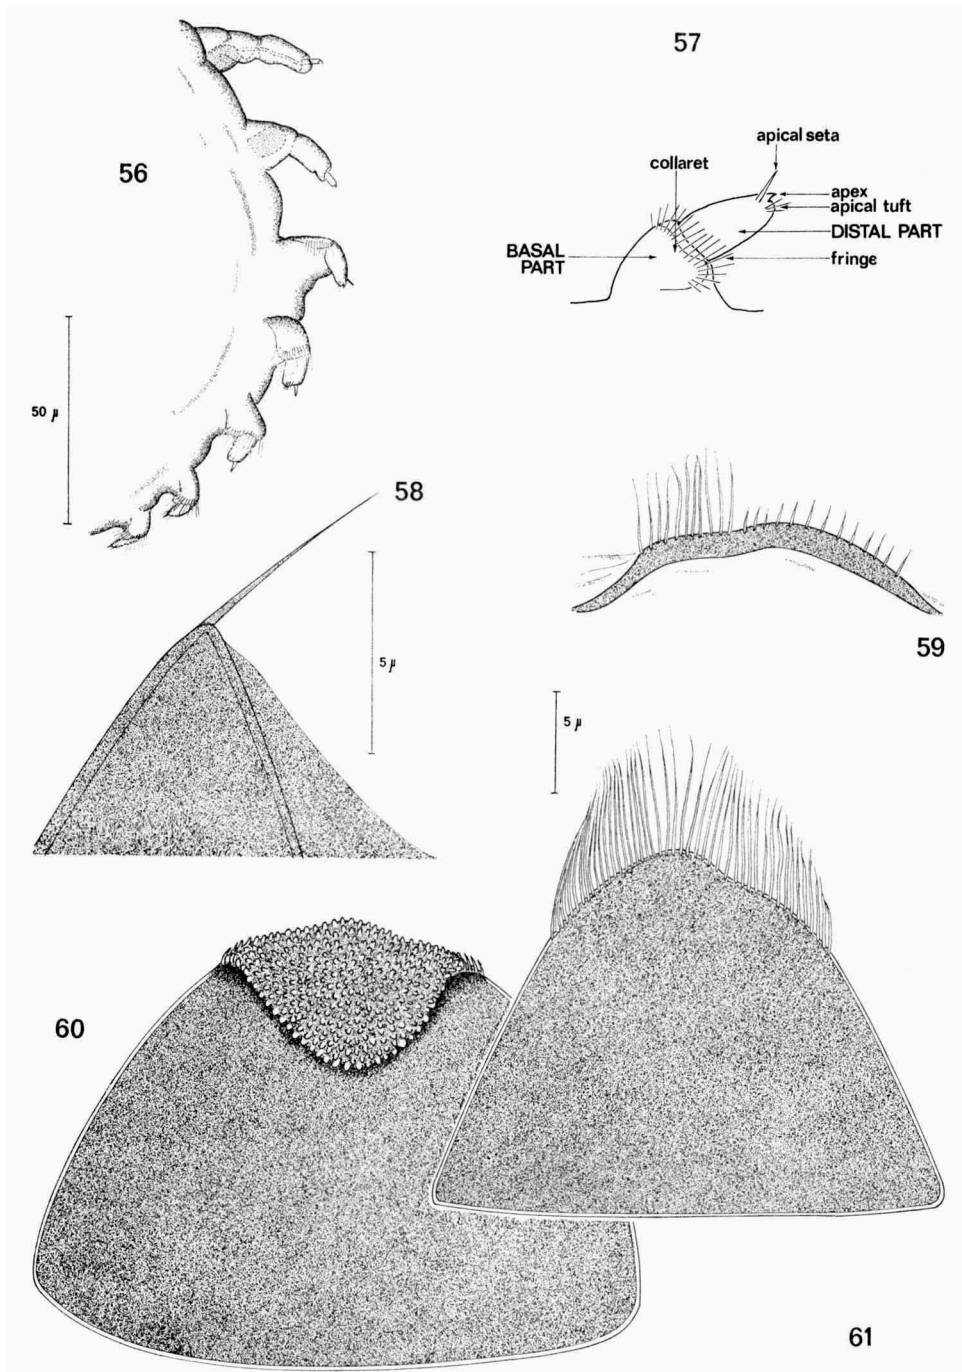 57
apical seta
collaret
56
apex
apical tuft
BASAL
PART
DISTAL PART
fringe
50 μ
58
59
5 μ
5 μ
60
61